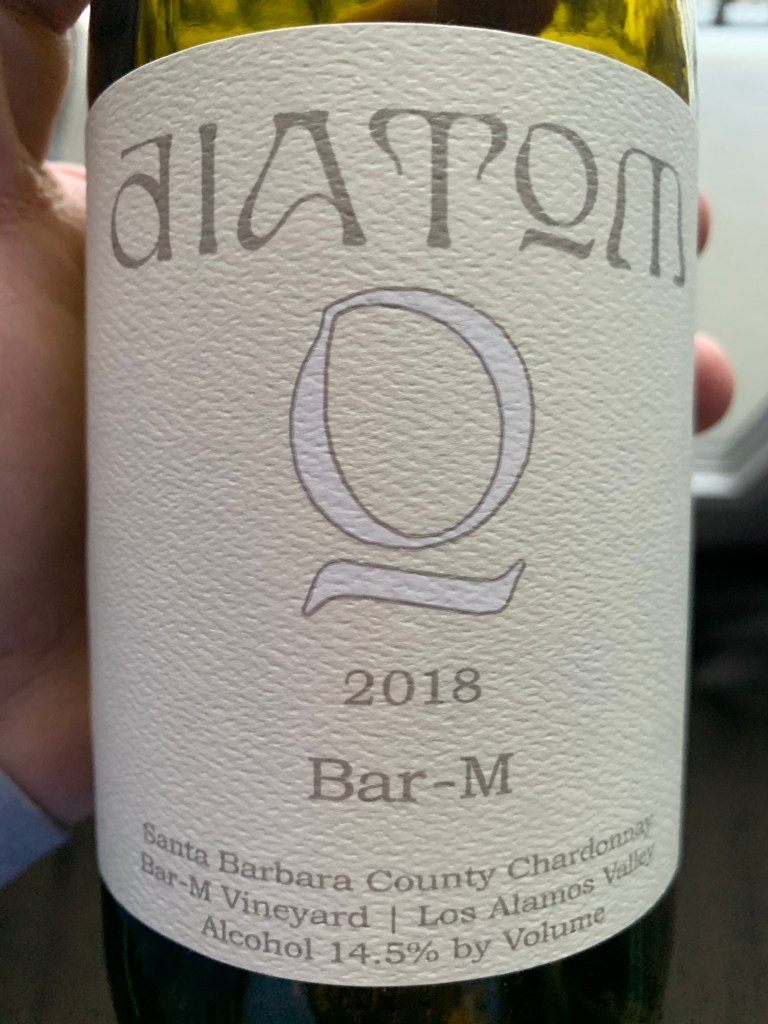 dIATOM
O
2018
Bar-M
Santa Barbara County Chardonnay
Bar-M Vineyard | Los Alamos Valley
Alcohol 14.5% by Volume